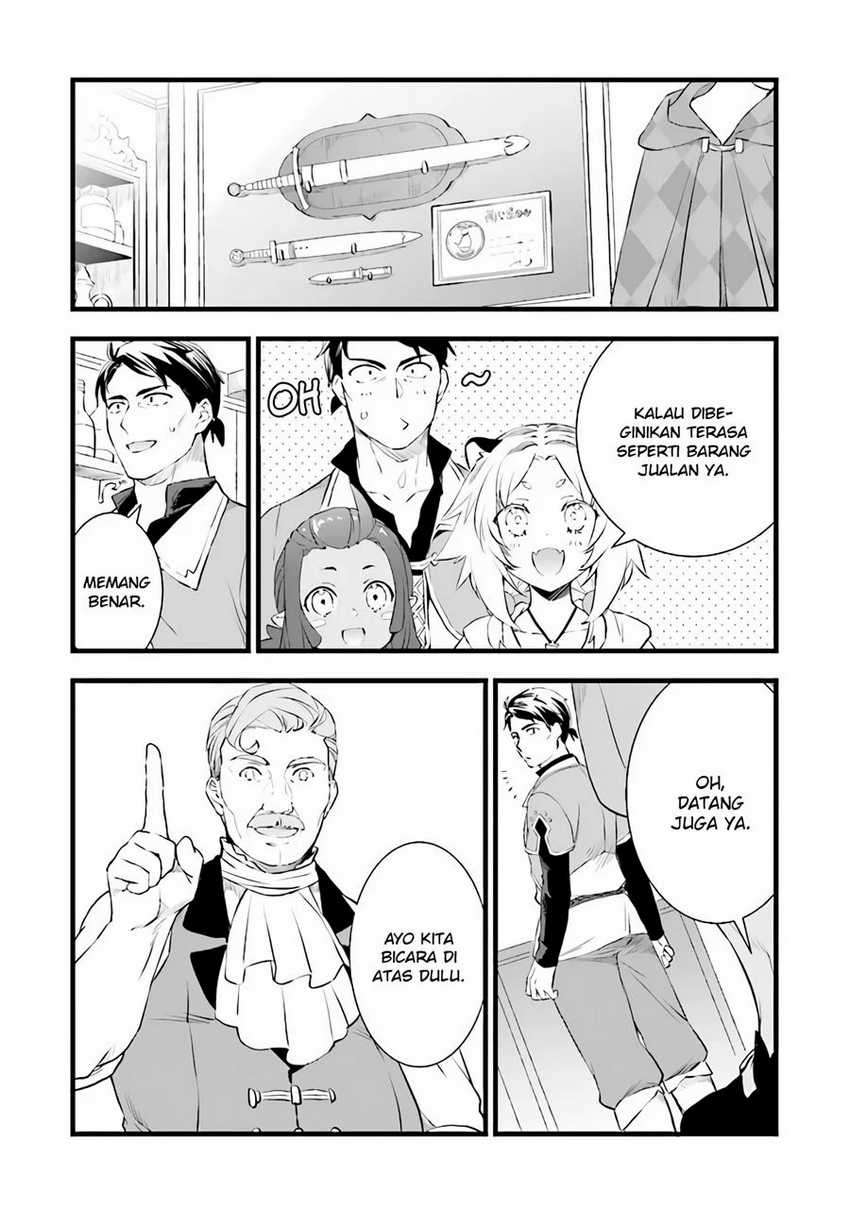 OH
KALAU DIBE-
GINIKAN TERASA
SEPERTI BARANG
JUALAN YA.
MEMANG
BENAR.
OH,
DATANG
JUGA YA.
AYO KITA
BICARA DI
ATAS DULU.